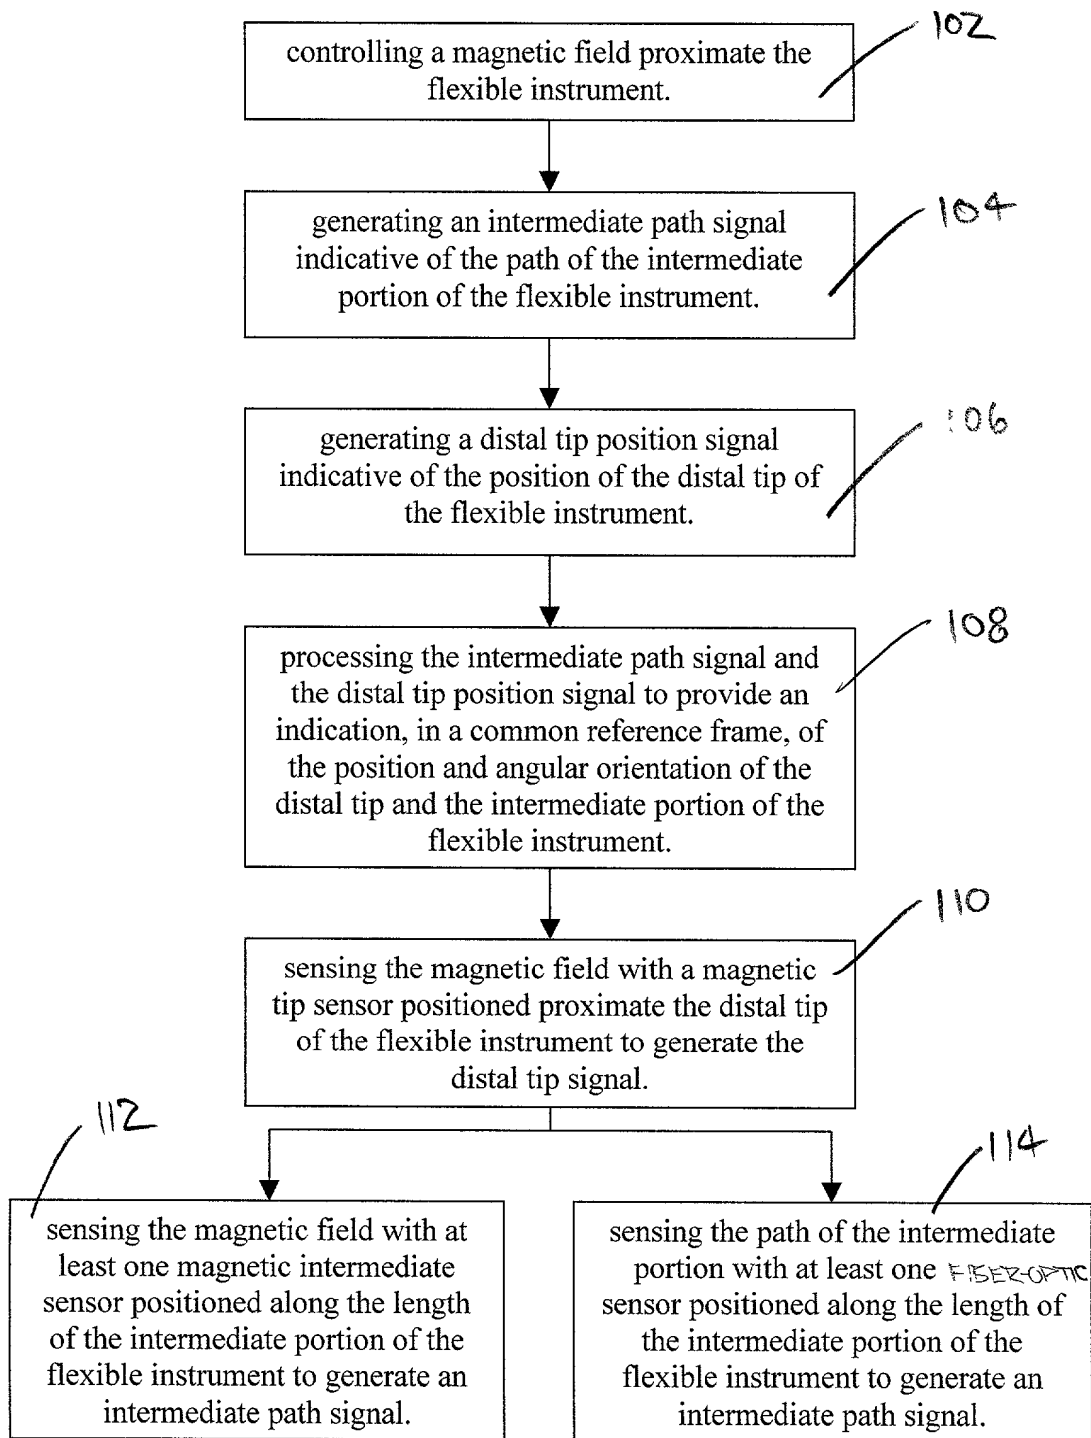 102
controlling a magnetic field proximate the
flexible instrument.
104
generating an intermediate path signal
indicative of the path of the intermediate
portion of the flexible instrument.
106
generating a distal tip position signal
indicative of the position of the distal tip of
the flexible instrument.
108
processing the intermediate path signal and
the distal tip position signal to provide an
indication, in a common reference frame, of
the position and angular orientation of the
distal tip and the intermediate portion of the
flexible instrument.
110
sensing the magnetic field with a magnetic
tip sensor positioned proximate the distal tip
of the flexible instrument to generate the
distal tip signal.
112
sensing the magnetic field with at
least one magnetic intermediate
sensor positioned along the length
of the intermediate portion of the
flexible instrument to generate an
intermediate path signal.
114
sensing the path of the intermediate
portion with at least one FIBER-OPTIC
sensor positioned along the length of
the intermediate portion of the
flexible instrument to generate an
intermediate path signal.